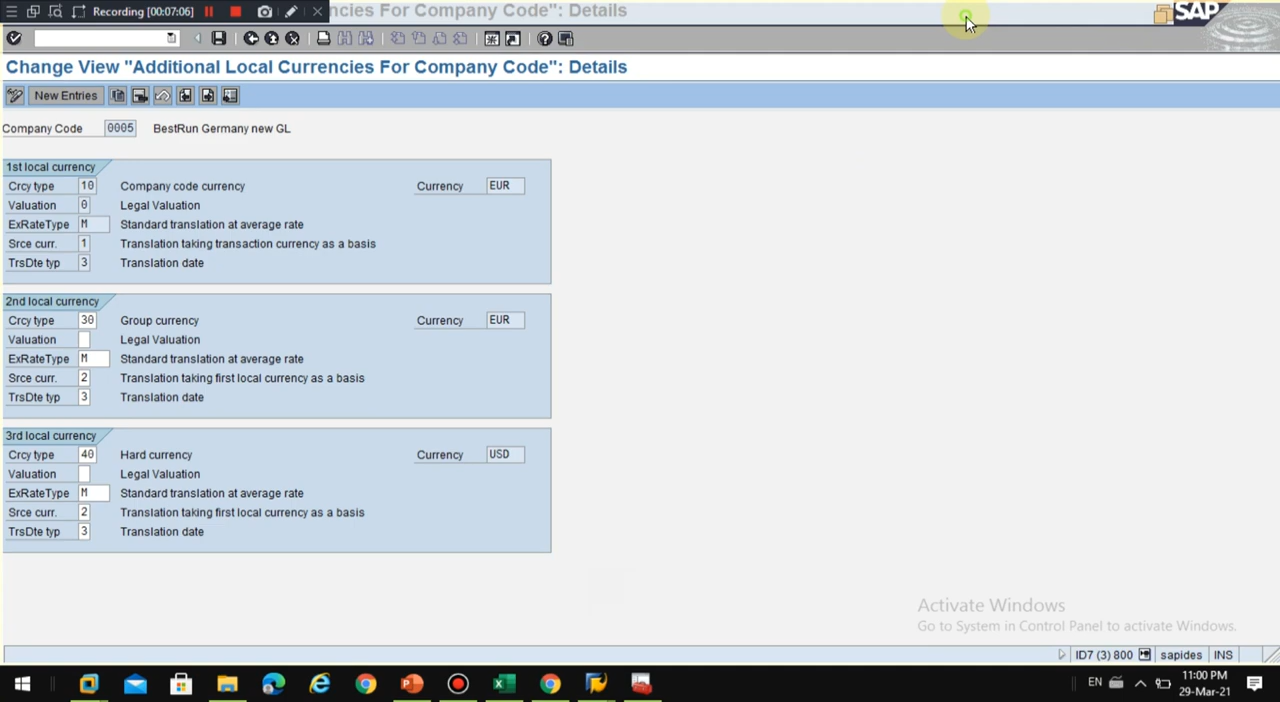 Recording [00:07:06]
ncies For Company Code": Details
SAP
Change View "Additional Local Currencies For Company Code": Details
New Entries
Company Code 0005 BestRun Germany new GL
1st local currency
Crcy type 10 Company code currency Currency EUR
Valuation 0 Legal Valuation
ExRateType M Standard translation at average rate
Srce curr. 1 Translation taking transaction currency as a basis
TrsDte typ 3 Translation date
2nd local currency
Crcy type 30 Group currency Currency EUR
Valuation Legal Valuation
ExRateType M Standard translation at average rate
Srce curr. 2 Translation taking first local currency as a basis
TrsDte typ 3 Translation date
3rd local currency
Crcy type 40 Hard currency Currency USD
Valuation Legal Valuation
ExRateType M Standard translation at average rate
Srce curr. 2 Translation taking first local currency as a basis
TrsDte typ 3 Translation date
Activate Windows
Go to System in Control Panel to activate Windows.
ID7 (3) 800 sapides INS
EN
11:00 PM
29-Mar-21